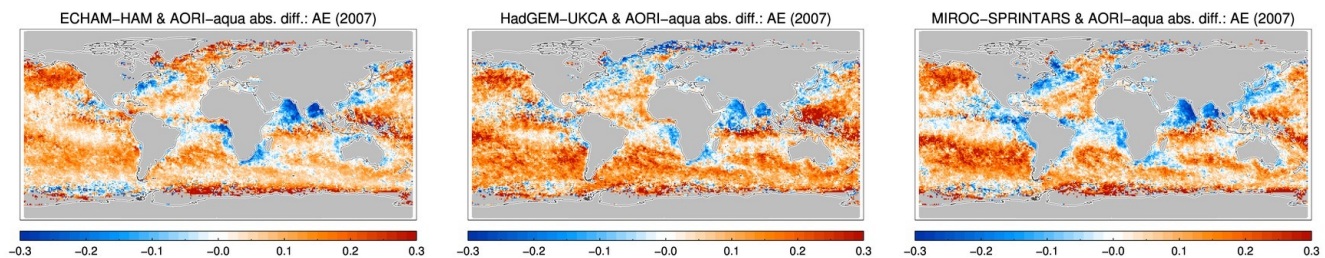 ECHAM−HAM & AORI−aqua abs. diff.: AE (2007)
−0.3 −0.2 −0.1 −0.0 0.1 0.2 0.3
HadGEM−UKCA & AORI−aqua abs. diff.: AE (2007)
−0.3 −0.2 −0.1 −0.0 0.1 0.2 0.3
MIROC−SPRINTARS & AORI−aqua abs. diff.: AE (2007)
−0.3 −0.2 −0.1 −0.0 0.1 0.2 0.3